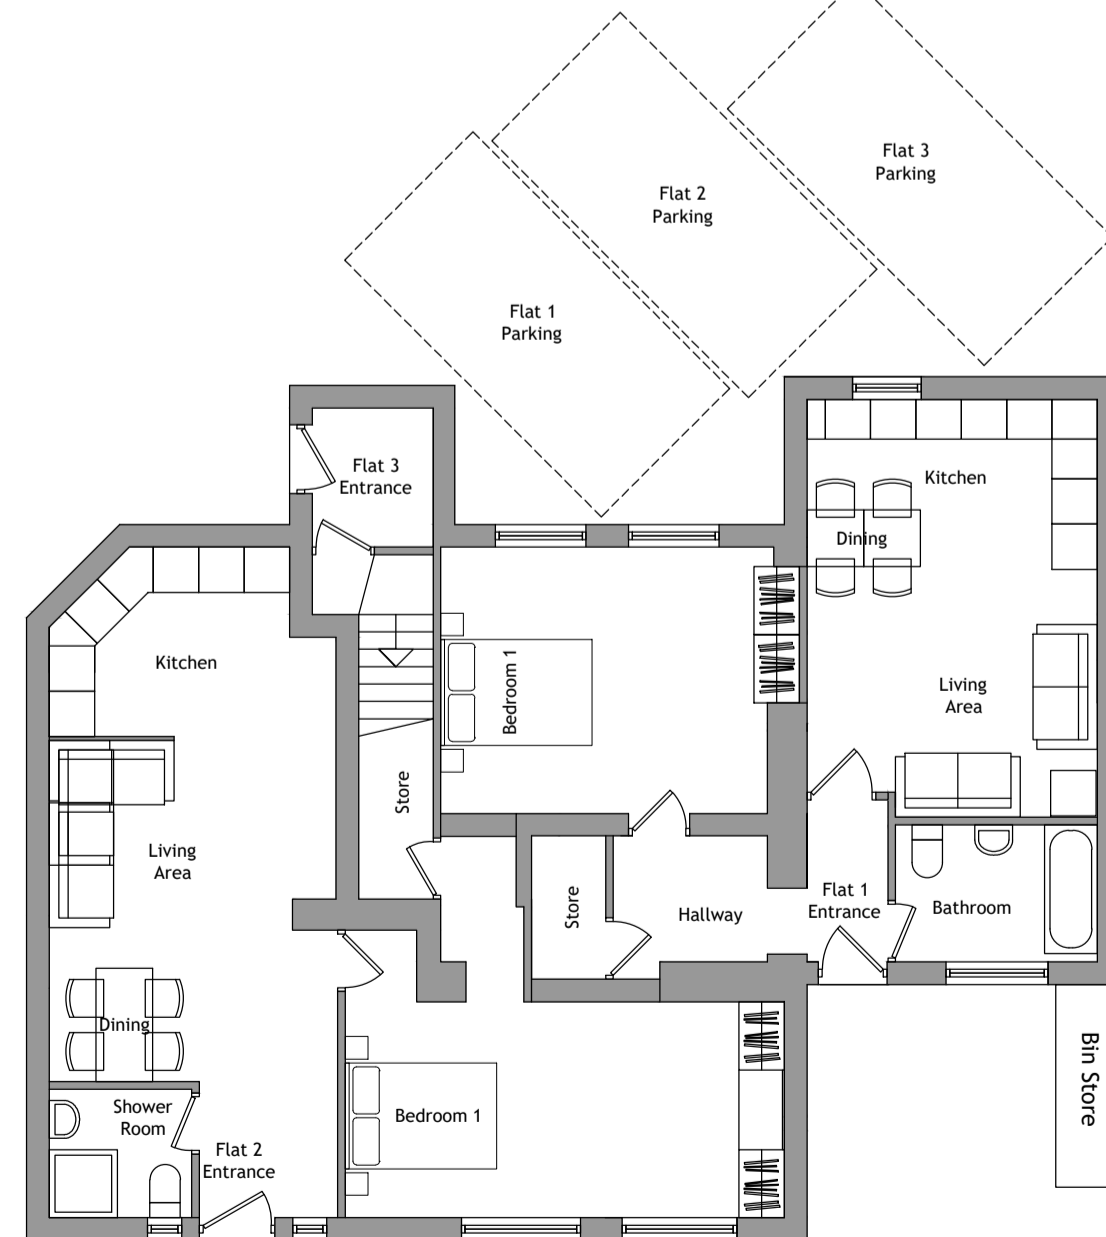 Flat 3
Parking
Flat 2
Parking
Flat 1
Parking
Flat 3
Entrance
Kitchen
Dining
Kitchen
Bedroom 1
Living
Area
Store
Living
Area
Store
Hallway
Flat 1
Entrance
Bathroom
Dining
Bin Store
Shower
Room
Bedroom 1
Flat 2
Entrance